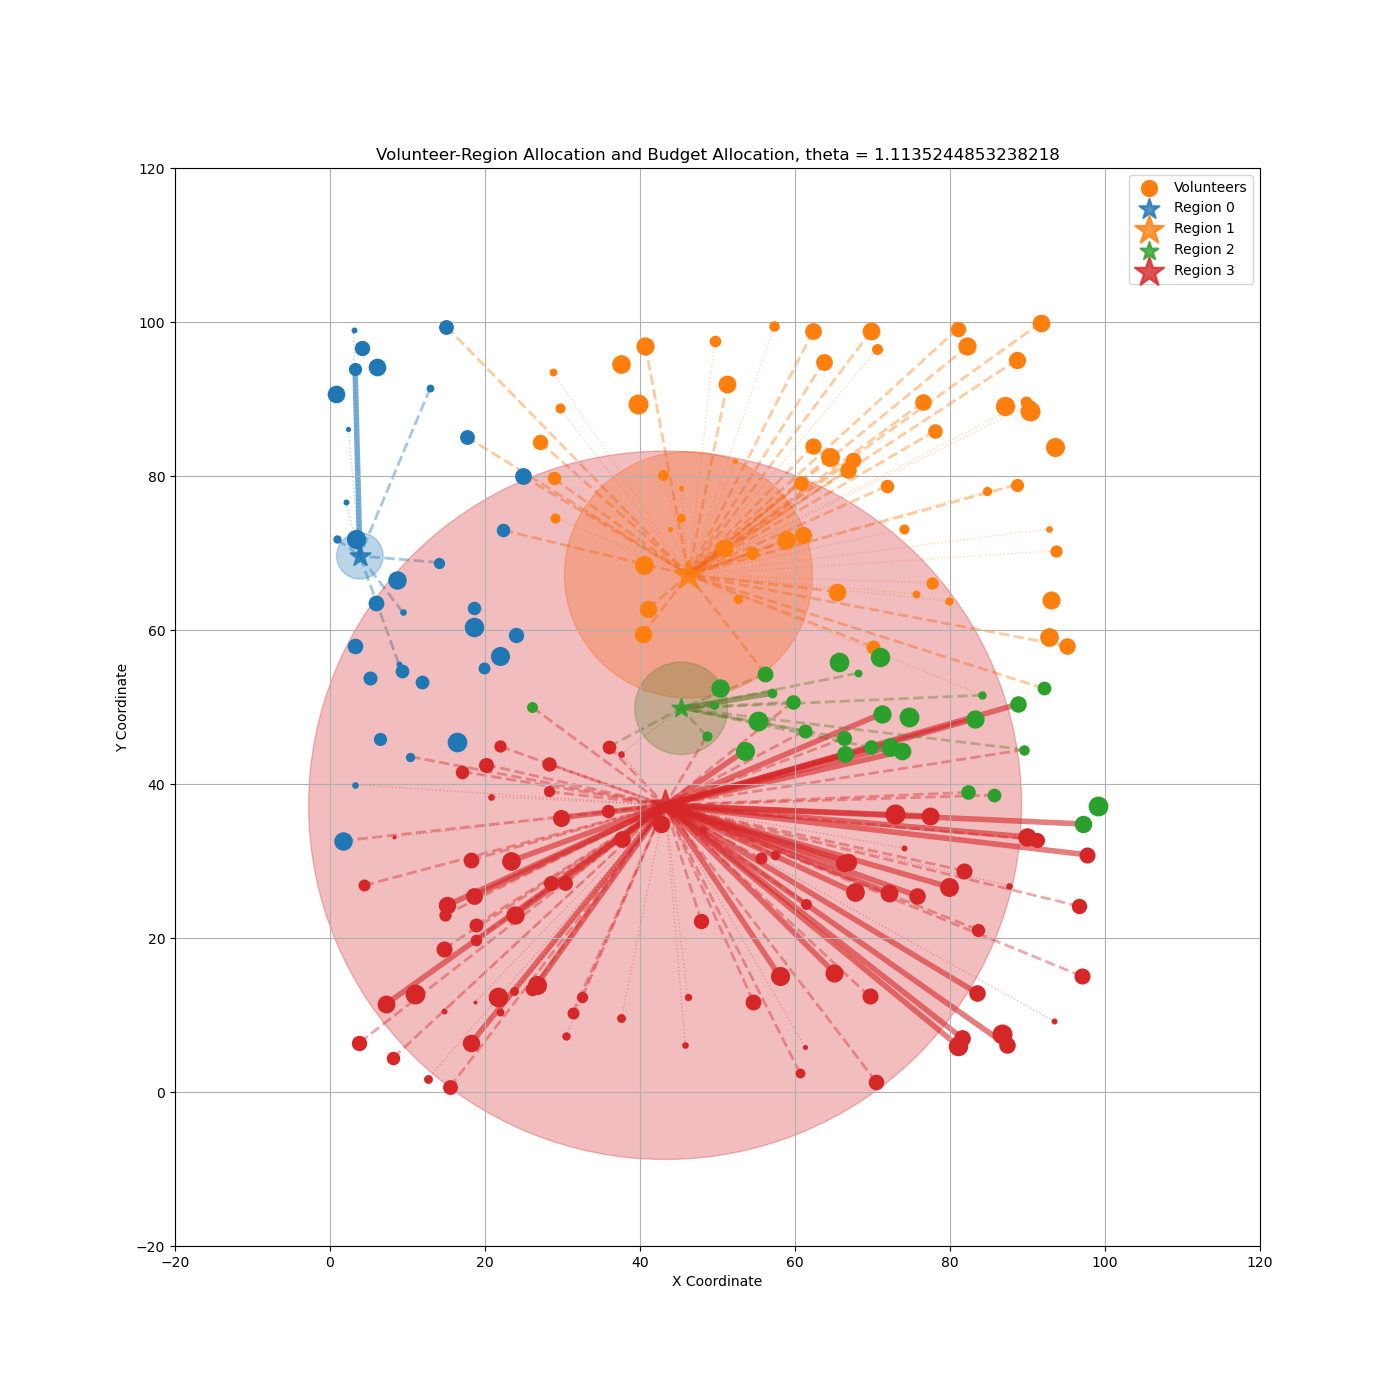 Volunteer-Region Allocation and Budget Allocation, theta = 1.1135244853238218
Volunteers
Region 0
Region 1
Region 2
Region 3
Y Coordinate
120
100
80
60
40
20
0
−20
−20 0 20 40 60 80 100 120
X Coordinate